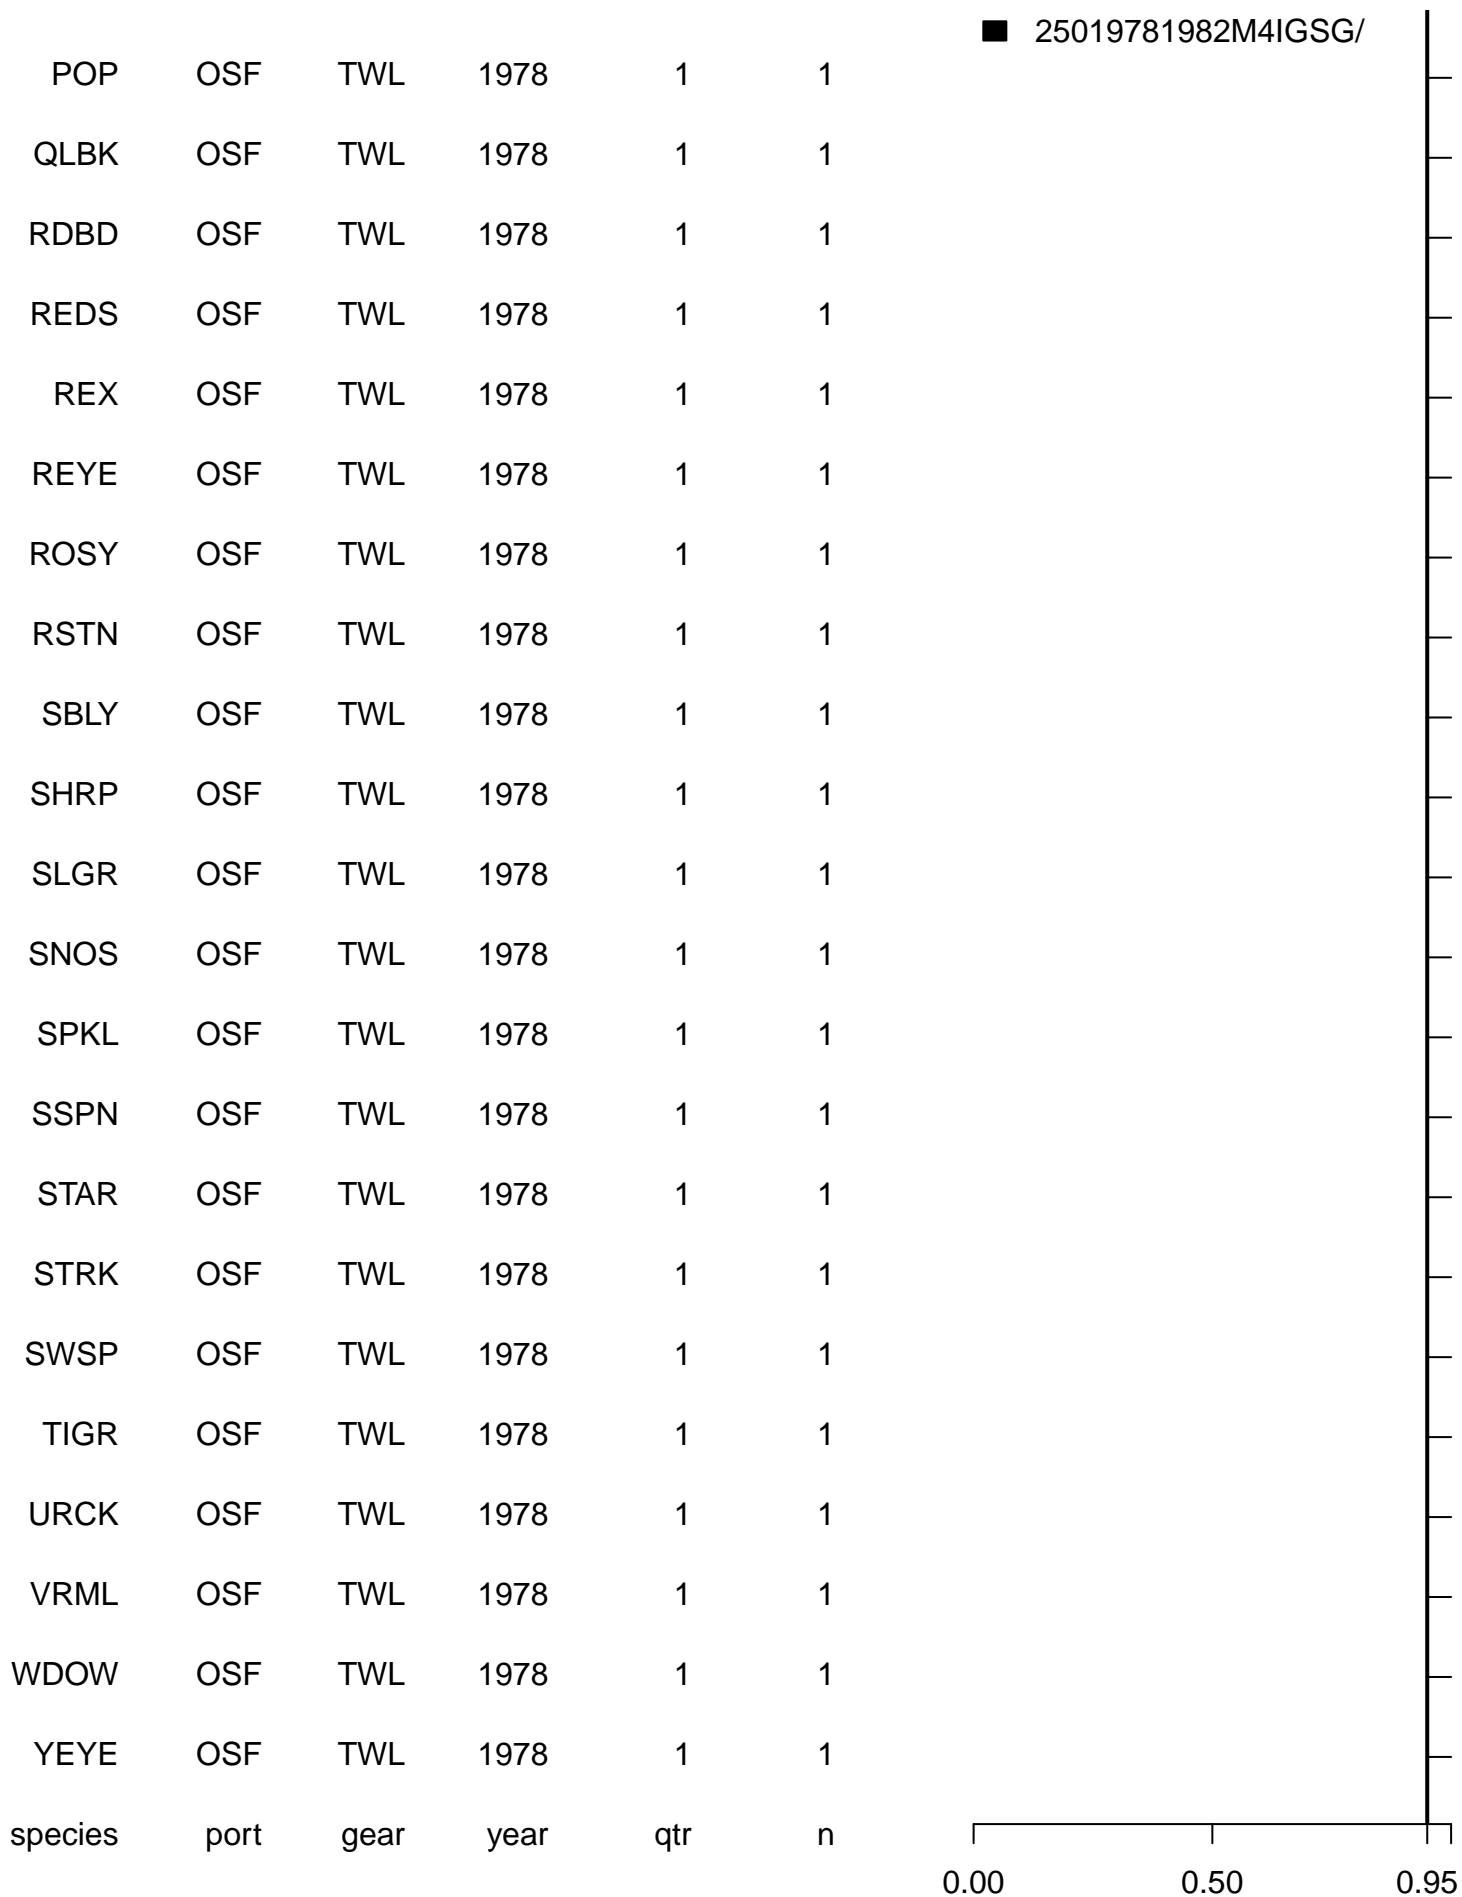 25019781982M4IGSG/
POP OSF TWL 1978 1 1
QLBK OSF TWL 1978 1 1
RDBD OSF TWL 1978 1 1
REDS OSF TWL 1978 1 1
REX OSF TWL 1978 1 1
REYE OSF TWL 1978 1 1
ROSY OSF TWL 1978 1 1
RSTN OSF TWL 1978 1 1
SBLY OSF TWL 1978 1 1
SHRP OSF TWL 1978 1 1
SLGR OSF TWL 1978 1 1
SNOS OSF TWL 1978 1 1
SPKL OSF TWL 1978 1 1
SSPN OSF TWL 1978 1 1
STAR OSF TWL 1978 1 1
STRK OSF TWL 1978 1 1
SWSP OSF TWL 1978 1 1
TIGR OSF TWL 1978 1 1
URCK OSF TWL 1978 1 1
VRML OSF TWL 1978 1 1
WDOW OSF TWL 1978 1 1
YEYE OSF TWL 1978 1 1
species port gear year qtr n
0.00 0.50 0.95